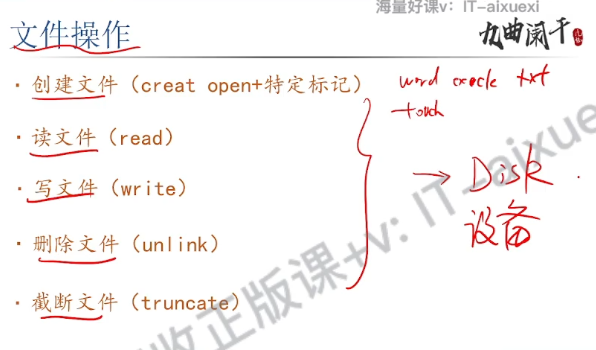 海量好课v: IT-aixuexi
文件操作
九曲阑干
· 创建文件（creat open+特定标记）
word excele txt
touch
· 读文件（read）
→ Disk
设备
· 写文件（write）
· 删除文件（unlink）
· 截断文件（truncate）
收正版课+v: IT-aixuexi